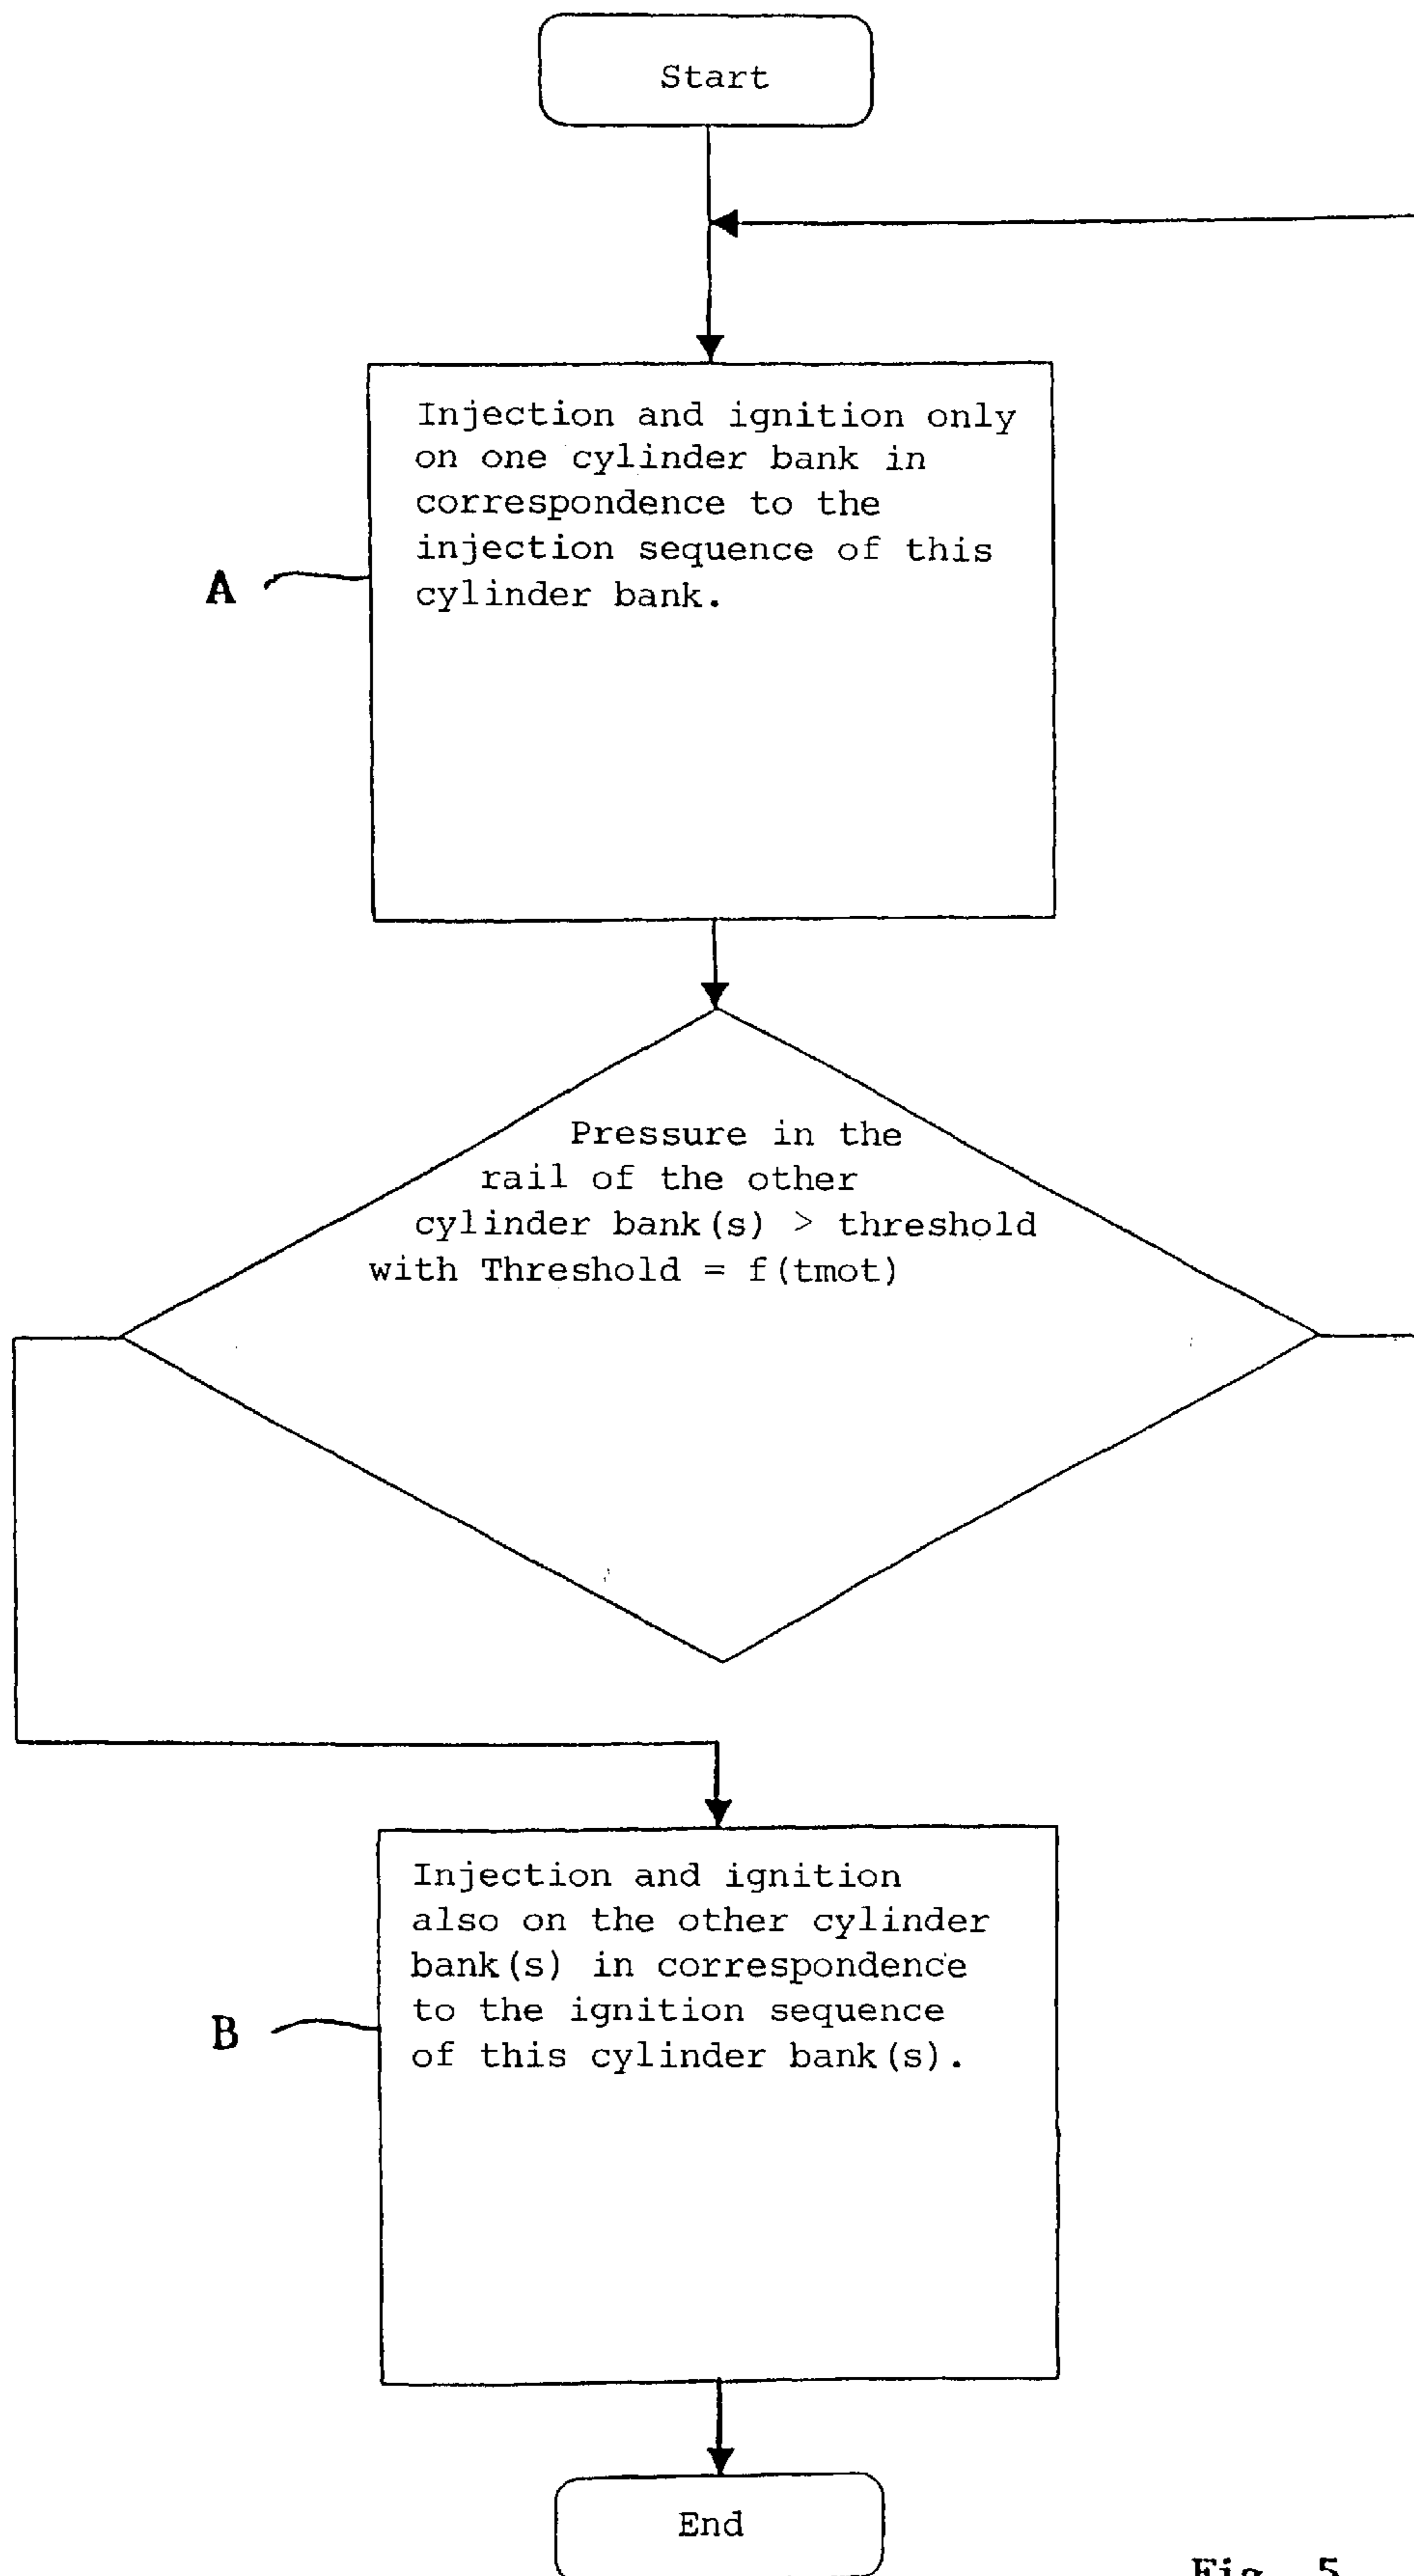 Start
Injection and ignition only
on one cylinder bank in
correspondence to the
injection sequence of this
cylinder bank.
A
Pressure in the
rail of the other
cylinder bank(s) > threshold
with Threshold = f(tmot)
Injection and ignition
also on the other cylinder
bank(s) in correspondence
to the ignition sequence
of this cylinder bank(s).
B
End
Fig. 5